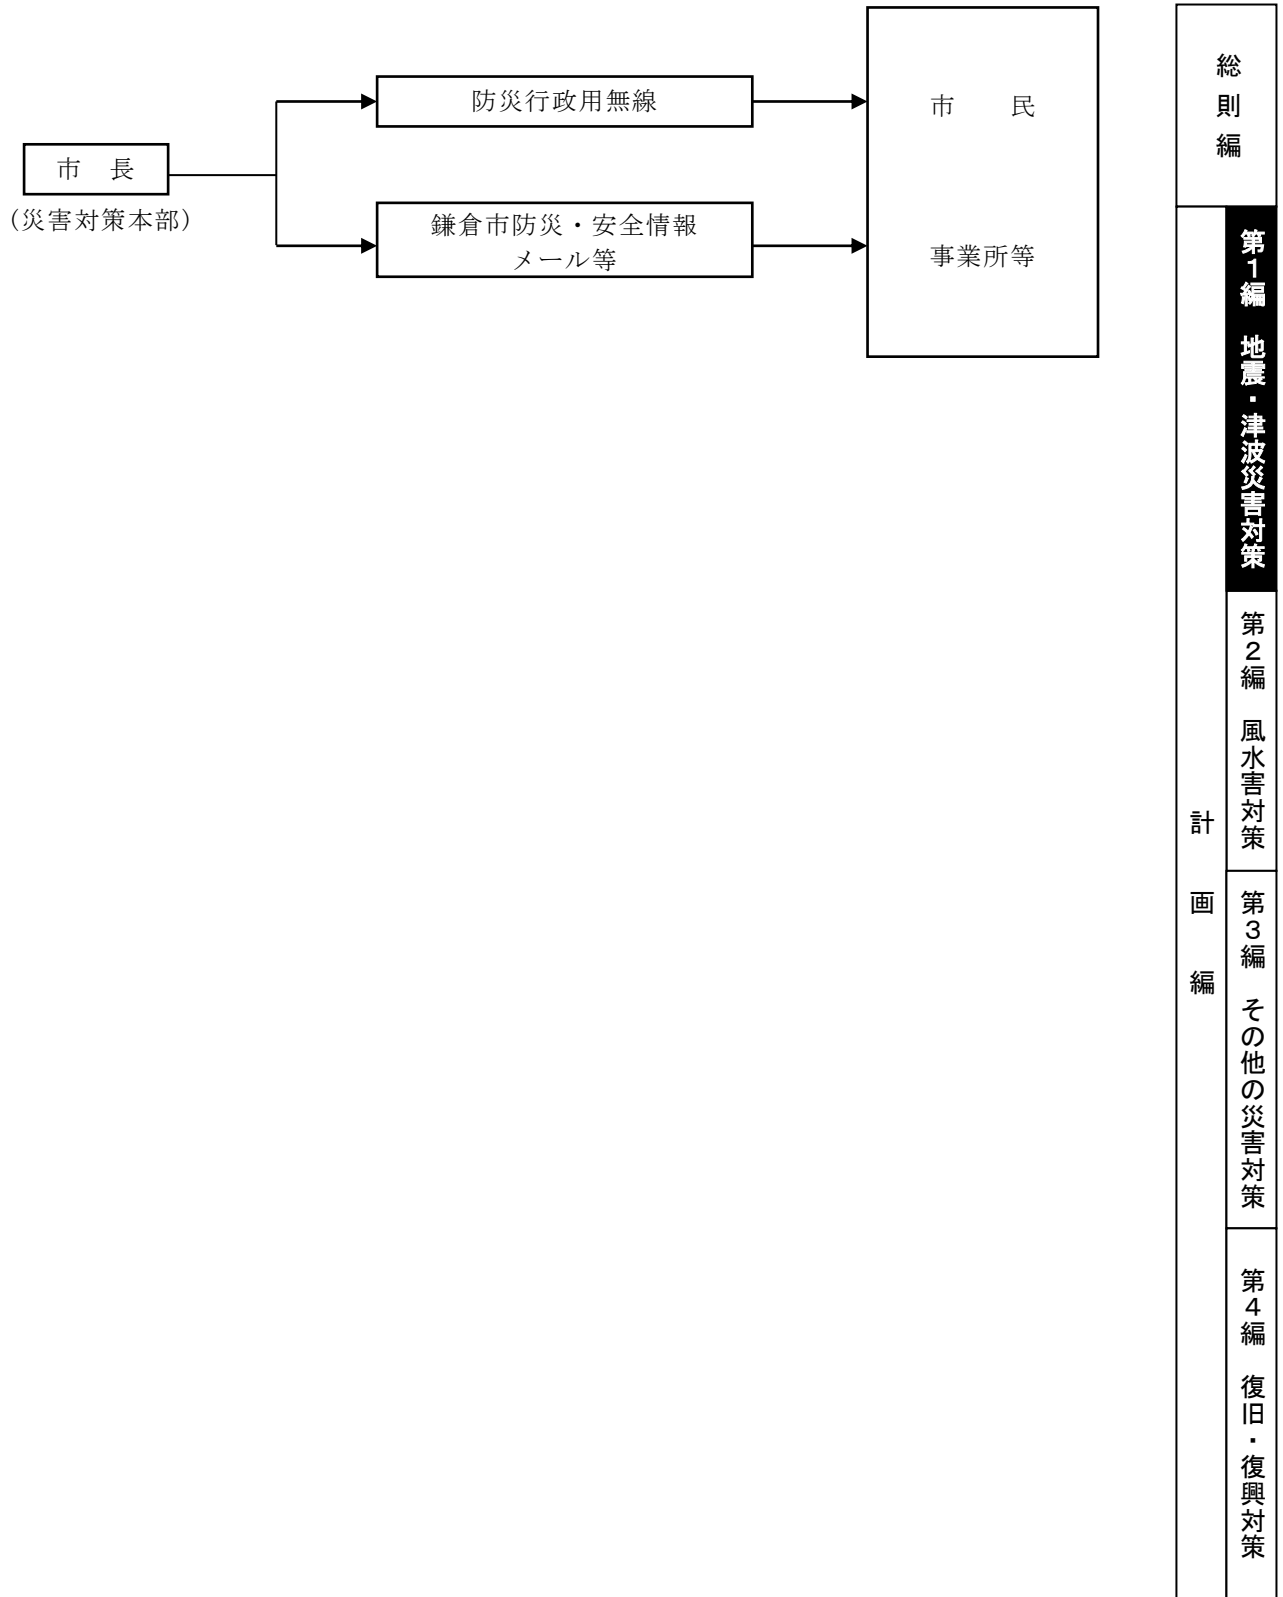 防災行政用無線
市　長
(災害対策本部)
鎌倉市防災・安全情報
メール等
市　　民
事業所等
総則編
計画編
第１編　地震・津波災害対策
第２編　風水害対策
第３編　その他の災害対策
第４編　復旧・復興対策